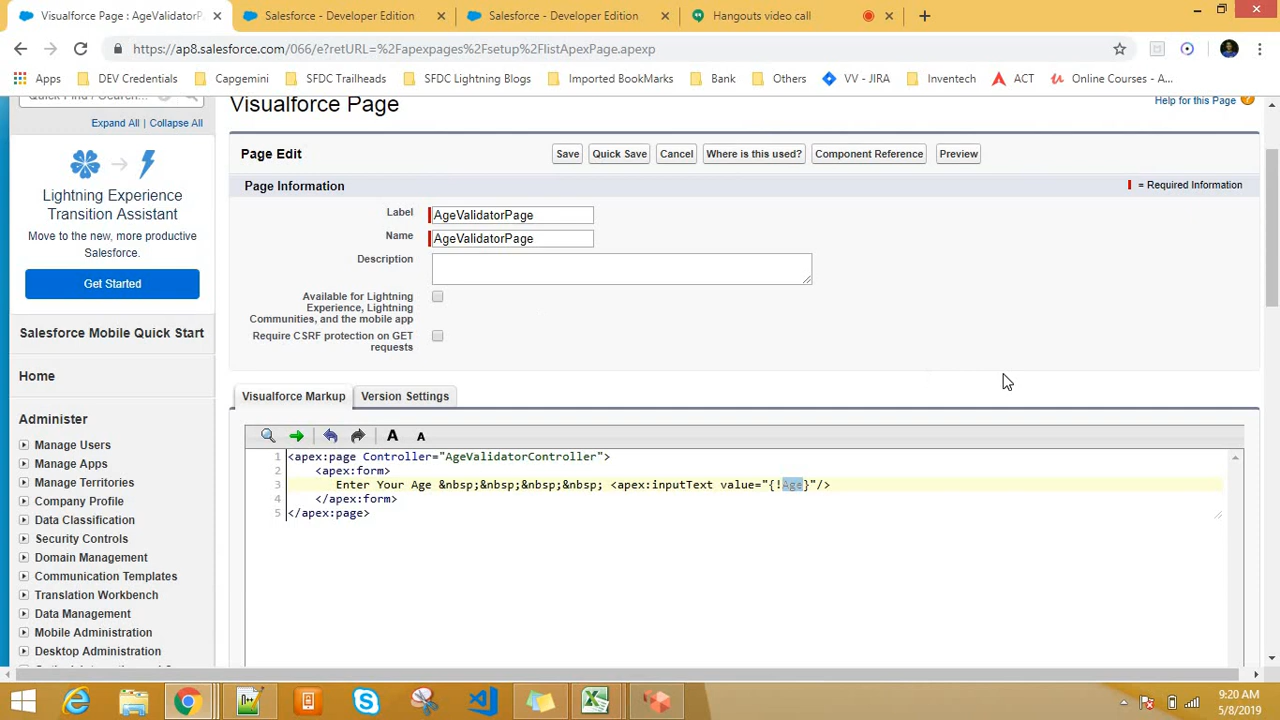 Visualforce Page : AgeValidatorP
Salesforce - Developer Edition
Salesforce - Developer Edition
Hangouts video call
https://ap8.salesforce.com/066/e?retURL=%2Fapexpages%2Fsetup%2FlistApexPage.apexp
Apps
DEV Credentials
Capgemini
SFDC Trailheads
SFDC Lightning Blogs
Imported BookMarks
Bank
Others
VV - JIRA
Inventech
ACT
Online Courses - A...
Visualforce Page
Help for this Page
Expand All | Collapse All
Lightning Experience
Transition Assistant
Move to the new, more productive
Salesforce.
Get Started
Salesforce Mobile Quick Start
Home
Administer
Manage Users
Manage Apps
Manage Territories
Company Profile
Data Classification
Security Controls
Domain Management
Communication Templates
Translation Workbench
Data Management
Mobile Administration
Desktop Administration
Page Edit
Save
Quick Save
Cancel
Where is this used?
Component Reference
Preview
Page Information
= Required Information
Label
AgeValidatorPage
Name
AgeValidatorPage
Description
Available for Lightning
Experience, Lightning
Communities, and the mobile app
Require CSRF protection on GET
requests
Visualforce Markup
Version Settings
A
A
1 <apex:page Controller="AgeValidatorController">
2 <apex:form>
3 Enter Your Age &nbsp;&nbsp;&nbsp;&nbsp; <apex:inputText value="{!Age}"/>
4 </apex:form>
5 </apex:page>
9:20 AM
5/8/2019